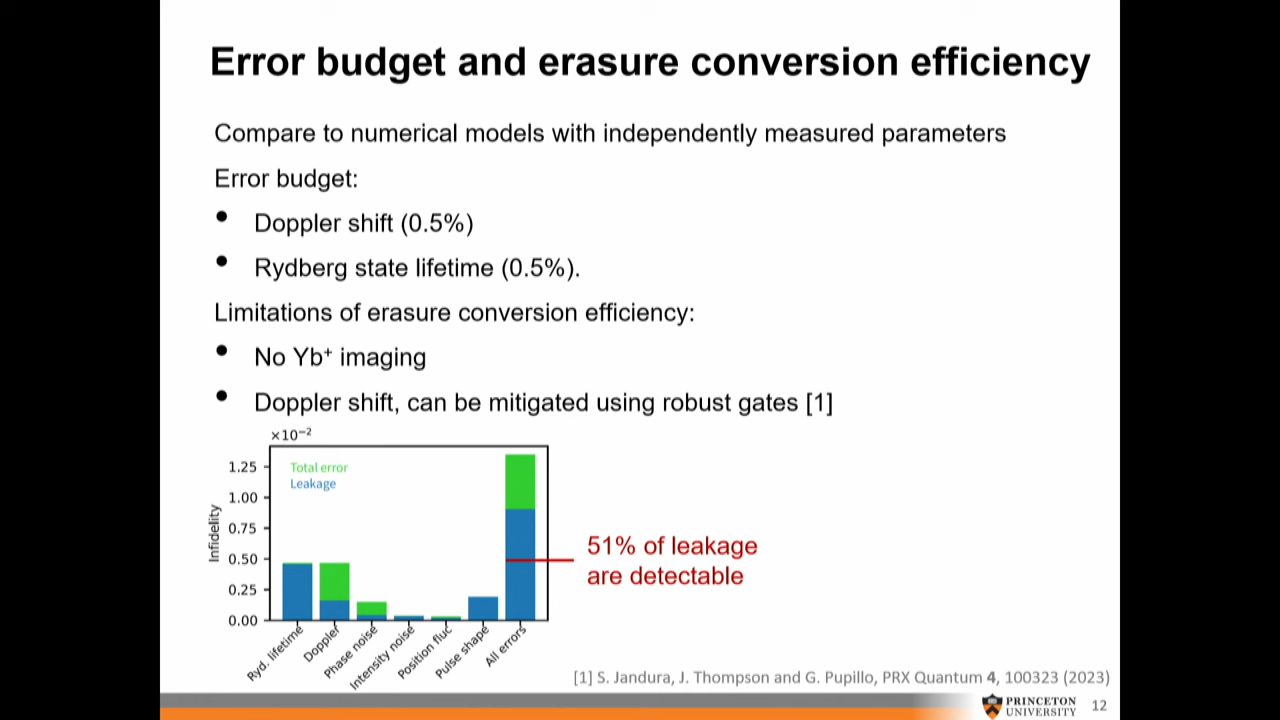 Error budget and erasure conversion efficiency
Compare to numerical models with independently measured parameters
Error budget:
• Doppler shift (0.5%)
• Rydberg state lifetime (0.5%).
Limitations of erasure conversion efficiency:
• No Yb⁺ imaging
• Doppler shift, can be mitigated using robust gates [1]
×10⁻²
1.25
1.00
0.75
0.50
0.25
0.00
Infidelity
Total error
Leakage
Ryd. lifetime
Doppler
Phase noise
Intensity noise
Position fluc
Pulse shape
All errors
51% of leakage
are detectable
[1] S. Jandura, J. Thompson and G. Pupillo, PRX Quantum 4, 100323 (2023)
PRINCETON
UNIVERSITY
12